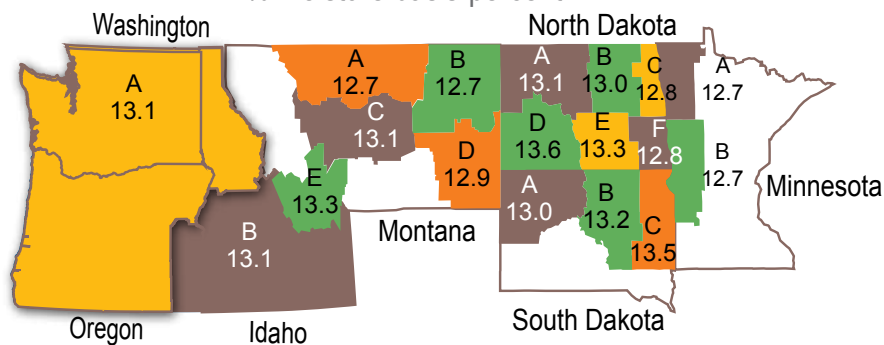 Washington
North Dakota
A
13.1
A
12.7
B
12.7
C
13.1
D
12.9
E
13.3
B
13.1
A
13.1
B
13.0
C
12.8
D
13.6
E
13.3
F
12.8
A
12.7
B
12.7
A
13.0
B
13.2
C
13.5
Minnesota
Montana
South Dakota
Oregon
Idaho